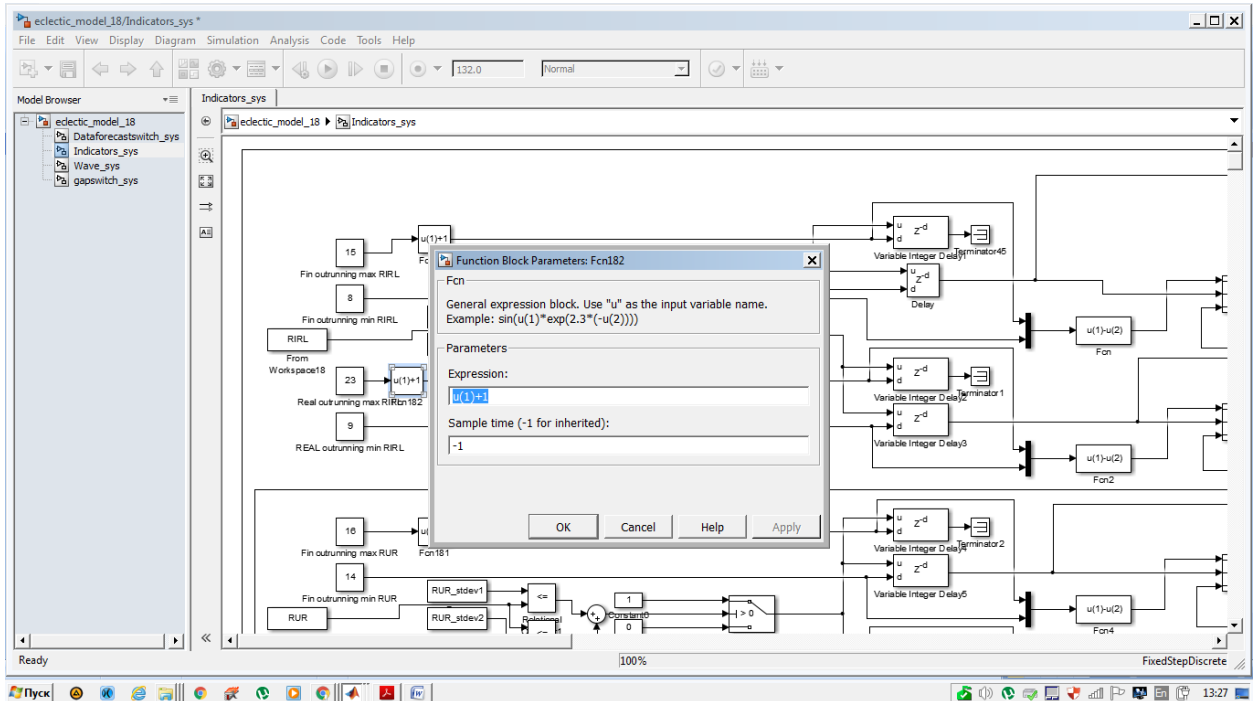 eclectic_model_18/Indicators_sys *
File Edit View Display Diagram Simulation Analysis Code Tools Help
132.0
Normal
Model Browser
Indicators_sys
eclectic_model_18
Dataforecastswitch_sys
Indicators_sys
Wave_sys
gapswitch_sys
eclectic_model_18 Indicators_sys
15
Fin outrunning max RIRL
u(1)+1
8
Fin outrunning min RIRL
RIRL
From
Workspace18
23
u(1)+1
Real outrunning max RIRL
Fcn182
9
REAL outrunning min RIRL
16
Fin outrunning max RUR
Fcn181
14
Fin outrunning min RUR
RUR
RUR_stdev1
RUR_stdev2
<=
Relational
<=
1
Constant6
0
> 0
Function Block Parameters: Fcn182
Fcn
General expression block. Use "u" as the input variable name.
Example: sin(u(1)*exp(2.3*(-u(2))))
Parameters
Expression:
u(1)+1
Sample time (-1 for inherited):
-1
OK Cancel Help Apply
u
d
Z-d
Variable Integer Delay1
Terminator45
u
d
Z-d
Delay
u(1)-u(2)
Fcn
u
d
Z-d
Variable Integer Delay2
Terminator1
u
d
Z-d
Variable Integer Delay3
u(1)-u(2)
Fcn2
u
d
Z-d
Variable Integer Delay4
Terminator2
u
d
Z-d
Variable Integer Delay5
u(1)-u(2)
Fcn4
Ready
100%
FixedStepDiscrete
Пуск
En
13:27